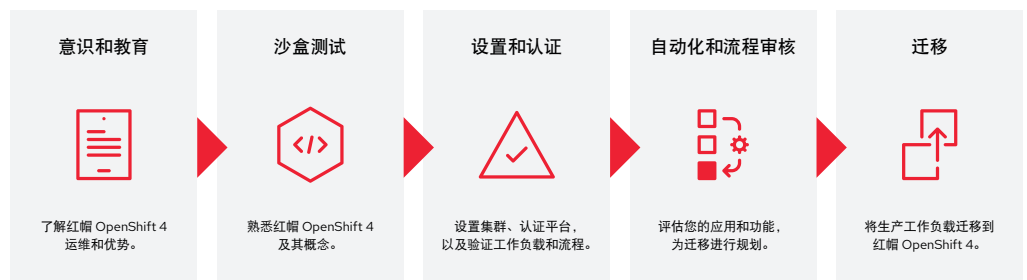 意识和教育
了解红帽 OpenShift 4
运维和优势。
沙盒测试
</>
熟悉红帽 OpenShift 4
及其概念。
设置和认证
设置集群、认证平台，
以及验证工作负载和流程。
自动化和流程审核
评估您的应用和功能，
为迁移进行规划。
迁移
将生产工作负载迁移到
红帽 OpenShift 4。